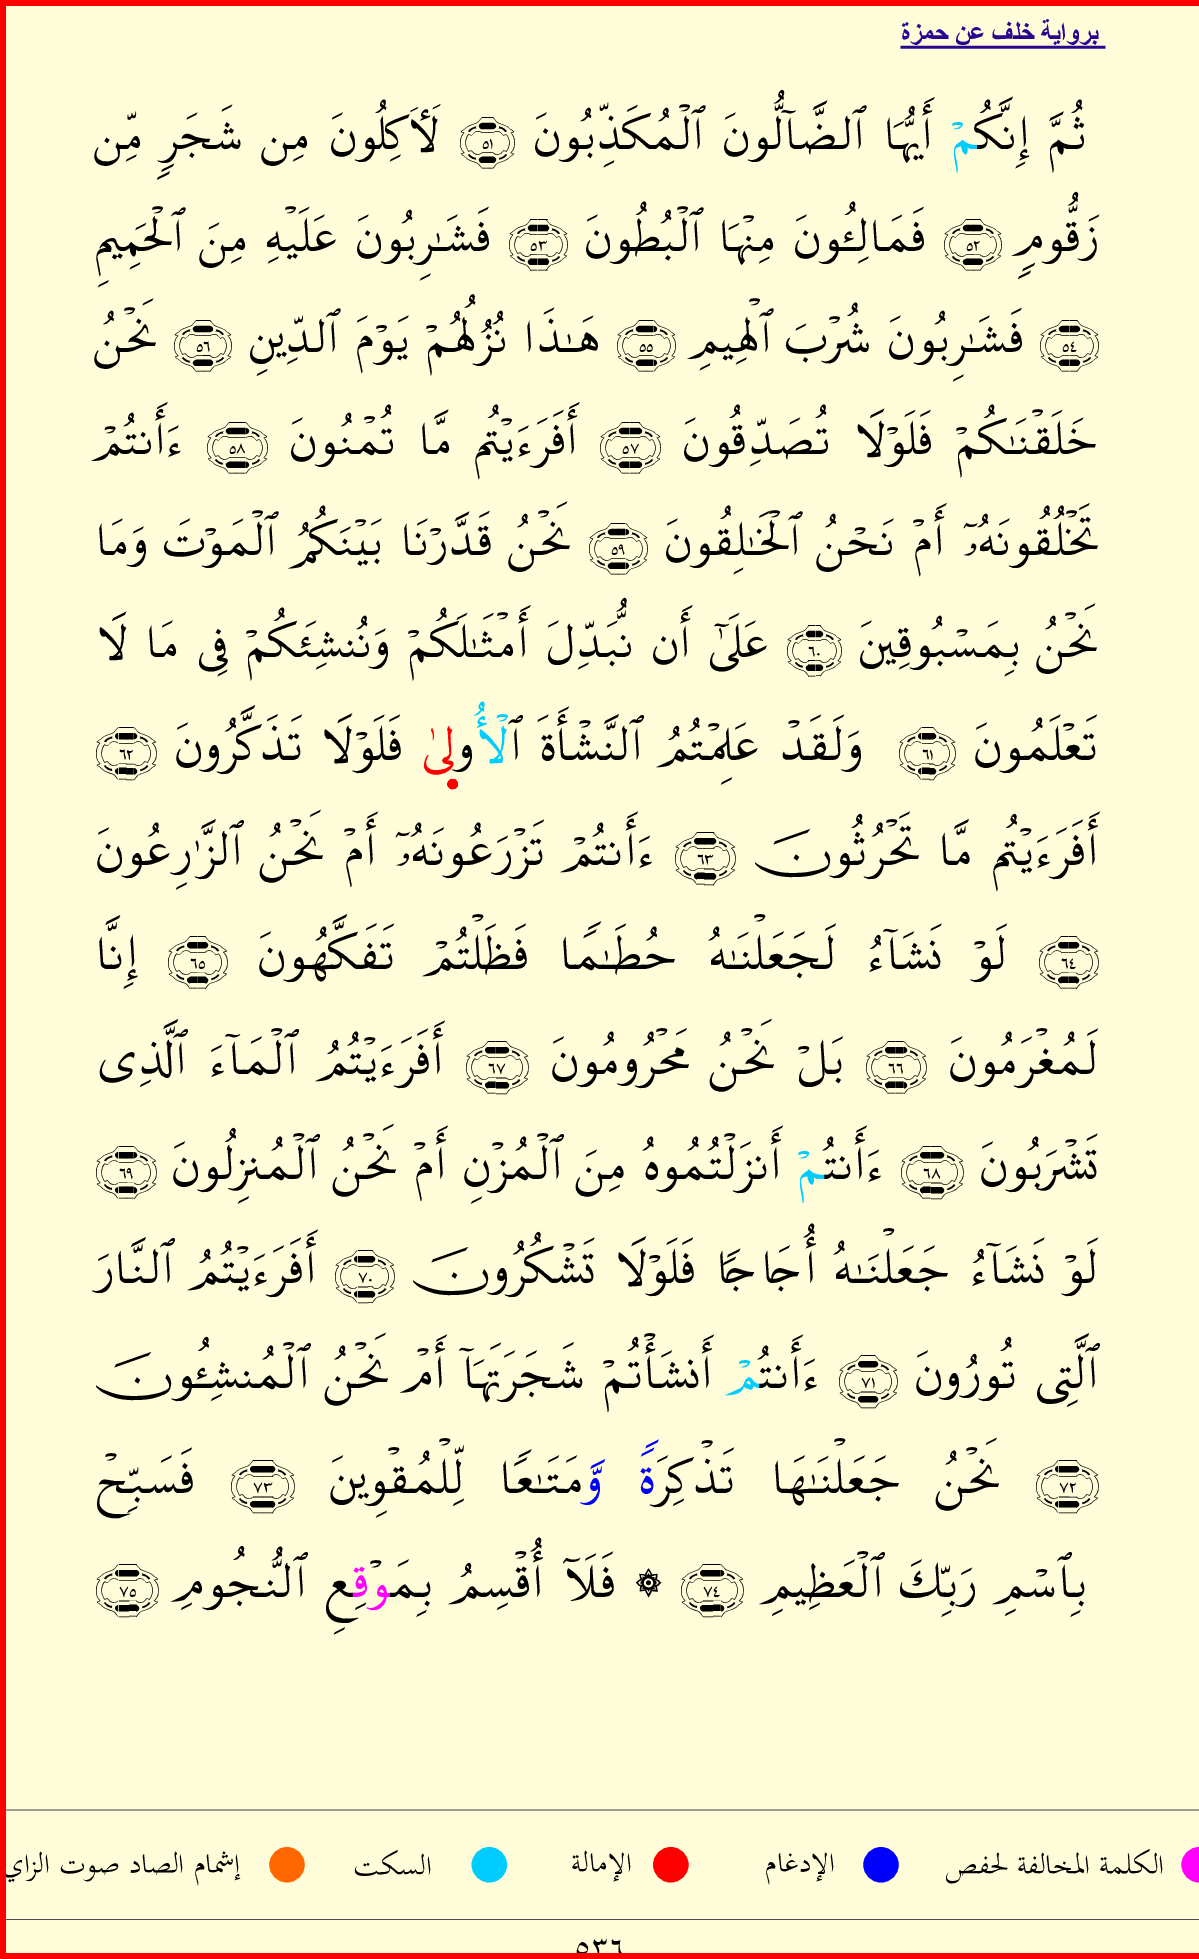 برواية خلف عن حمزة
ثُمَّ إِنَّكُمۡ أَيُّهَا ٱلضَّآلُّونَ ٱلۡمُكَذِّبُونَ ٥١ لَأٓكِلُونَ مِن شَجَرٍ مِّن
زَقُّومٍ ٥٢ فَمَالِـُٔونَ مِنۡهَا ٱلۡبُطُونَ ٥٣ فَشَٰرِبُونَ عَلَيۡهِ مِنَ ٱلۡحَمِيمِ
٥٤ فَشَٰرِبُونَ شُرۡبَ ٱلۡهِيمِ ٥٥ هَٰذَا نُزُلُهُمۡ يَوۡمَ ٱلدِّينِ ٥٦ نَحۡنُ
خَلَقۡنَٰكُمۡ فَلَوۡلَا تُصَدِّقُونَ ٥٧ أَفَرَءَيۡتُم مَّا تُمۡنُونَ ٥٨ ءَأَنتُمۡ
تَخۡلُقُونَهُۥٓ أَمۡ نَحۡنُ ٱلۡخَٰلِقُونَ ٥٩ نَحۡنُ قَدَّرۡنَا بَيۡنَكُمُ ٱلۡمَوۡتَ وَمَا
نَحۡنُ بِمَسۡبُوقِينَ ٦٠ عَلَىٰٓ أَن نُّبَدِّلَ أَمۡثَٰلَكُمۡ وَنُنشِئَكُمۡ فِي مَا لَا
تَعۡلَمُونَ ٦١ وَلَقَدۡ عَلِمۡتُمُ ٱلنَّشۡأَةَ ٱلۡأُولىٰ فَلَوۡلَا تَذَكَّرُونَ ٦٢
أَفَرَءَيۡتُم مَّا تَحۡرُثُونَ ٦٣ ءَأَنتُمۡ تَزۡرَعُونَهُۥٓ أَمۡ نَحۡنُ ٱلزَّٰرِعُونَ
٦٤ لَوۡ نَشَآءُ لَجَعَلۡنَٰهُ حُطَٰمٗا فَظَلۡتُمۡ تَفَكَّهُونَ ٦٥ إِنَّا
لَمُغۡرَمُونَ ٦٦ بَلۡ نَحۡنُ مَحۡرُومُونَ ٦٧ أَفَرَءَيۡتُمُ ٱلۡمَآءَ ٱلَّذِي
تَشۡرَبُونَ ٦٨ ءَأَنتُمۡ أَنزَلۡتُمُوهُ مِنَ ٱلۡمُزۡنِ أَمۡ نَحۡنُ ٱلۡمُنزِلُونَ ٦٩
لَوۡ نَشَآءُ جَعَلۡنَٰهُ أُجَاجٗا فَلَوۡلَا تَشۡكُرُونَ ٧٠ أَفَرَءَيۡتُمُ ٱلنَّارَ
ٱلَّتِي تُورُونَ ٧١ ءَأَنتُمۡ أَنشَأۡتُمۡ شَجَرَتَهَآ أَمۡ نَحۡنُ ٱلۡمُنشِـُٔونَ
٧٢ نَحۡنُ جَعَلۡنَٰهَا تَذۡكِرَةٗ وَّمَتَٰعٗا لِّلۡمُقۡوِينَ ٧٣ فَسَبِّحۡ
بِٱسۡمِ رَبِّكَ ٱلۡعَظِيمِ ٧٤ ۞ فَلَآ أُقۡسِمُ بِمَوۡقِعِ ٱلنُّجُومِ ٧٥
الكلمة المخالفة لحفص الإدغام الإمالة السكت إشمام الصاد صوت الزاي
٥٣٦